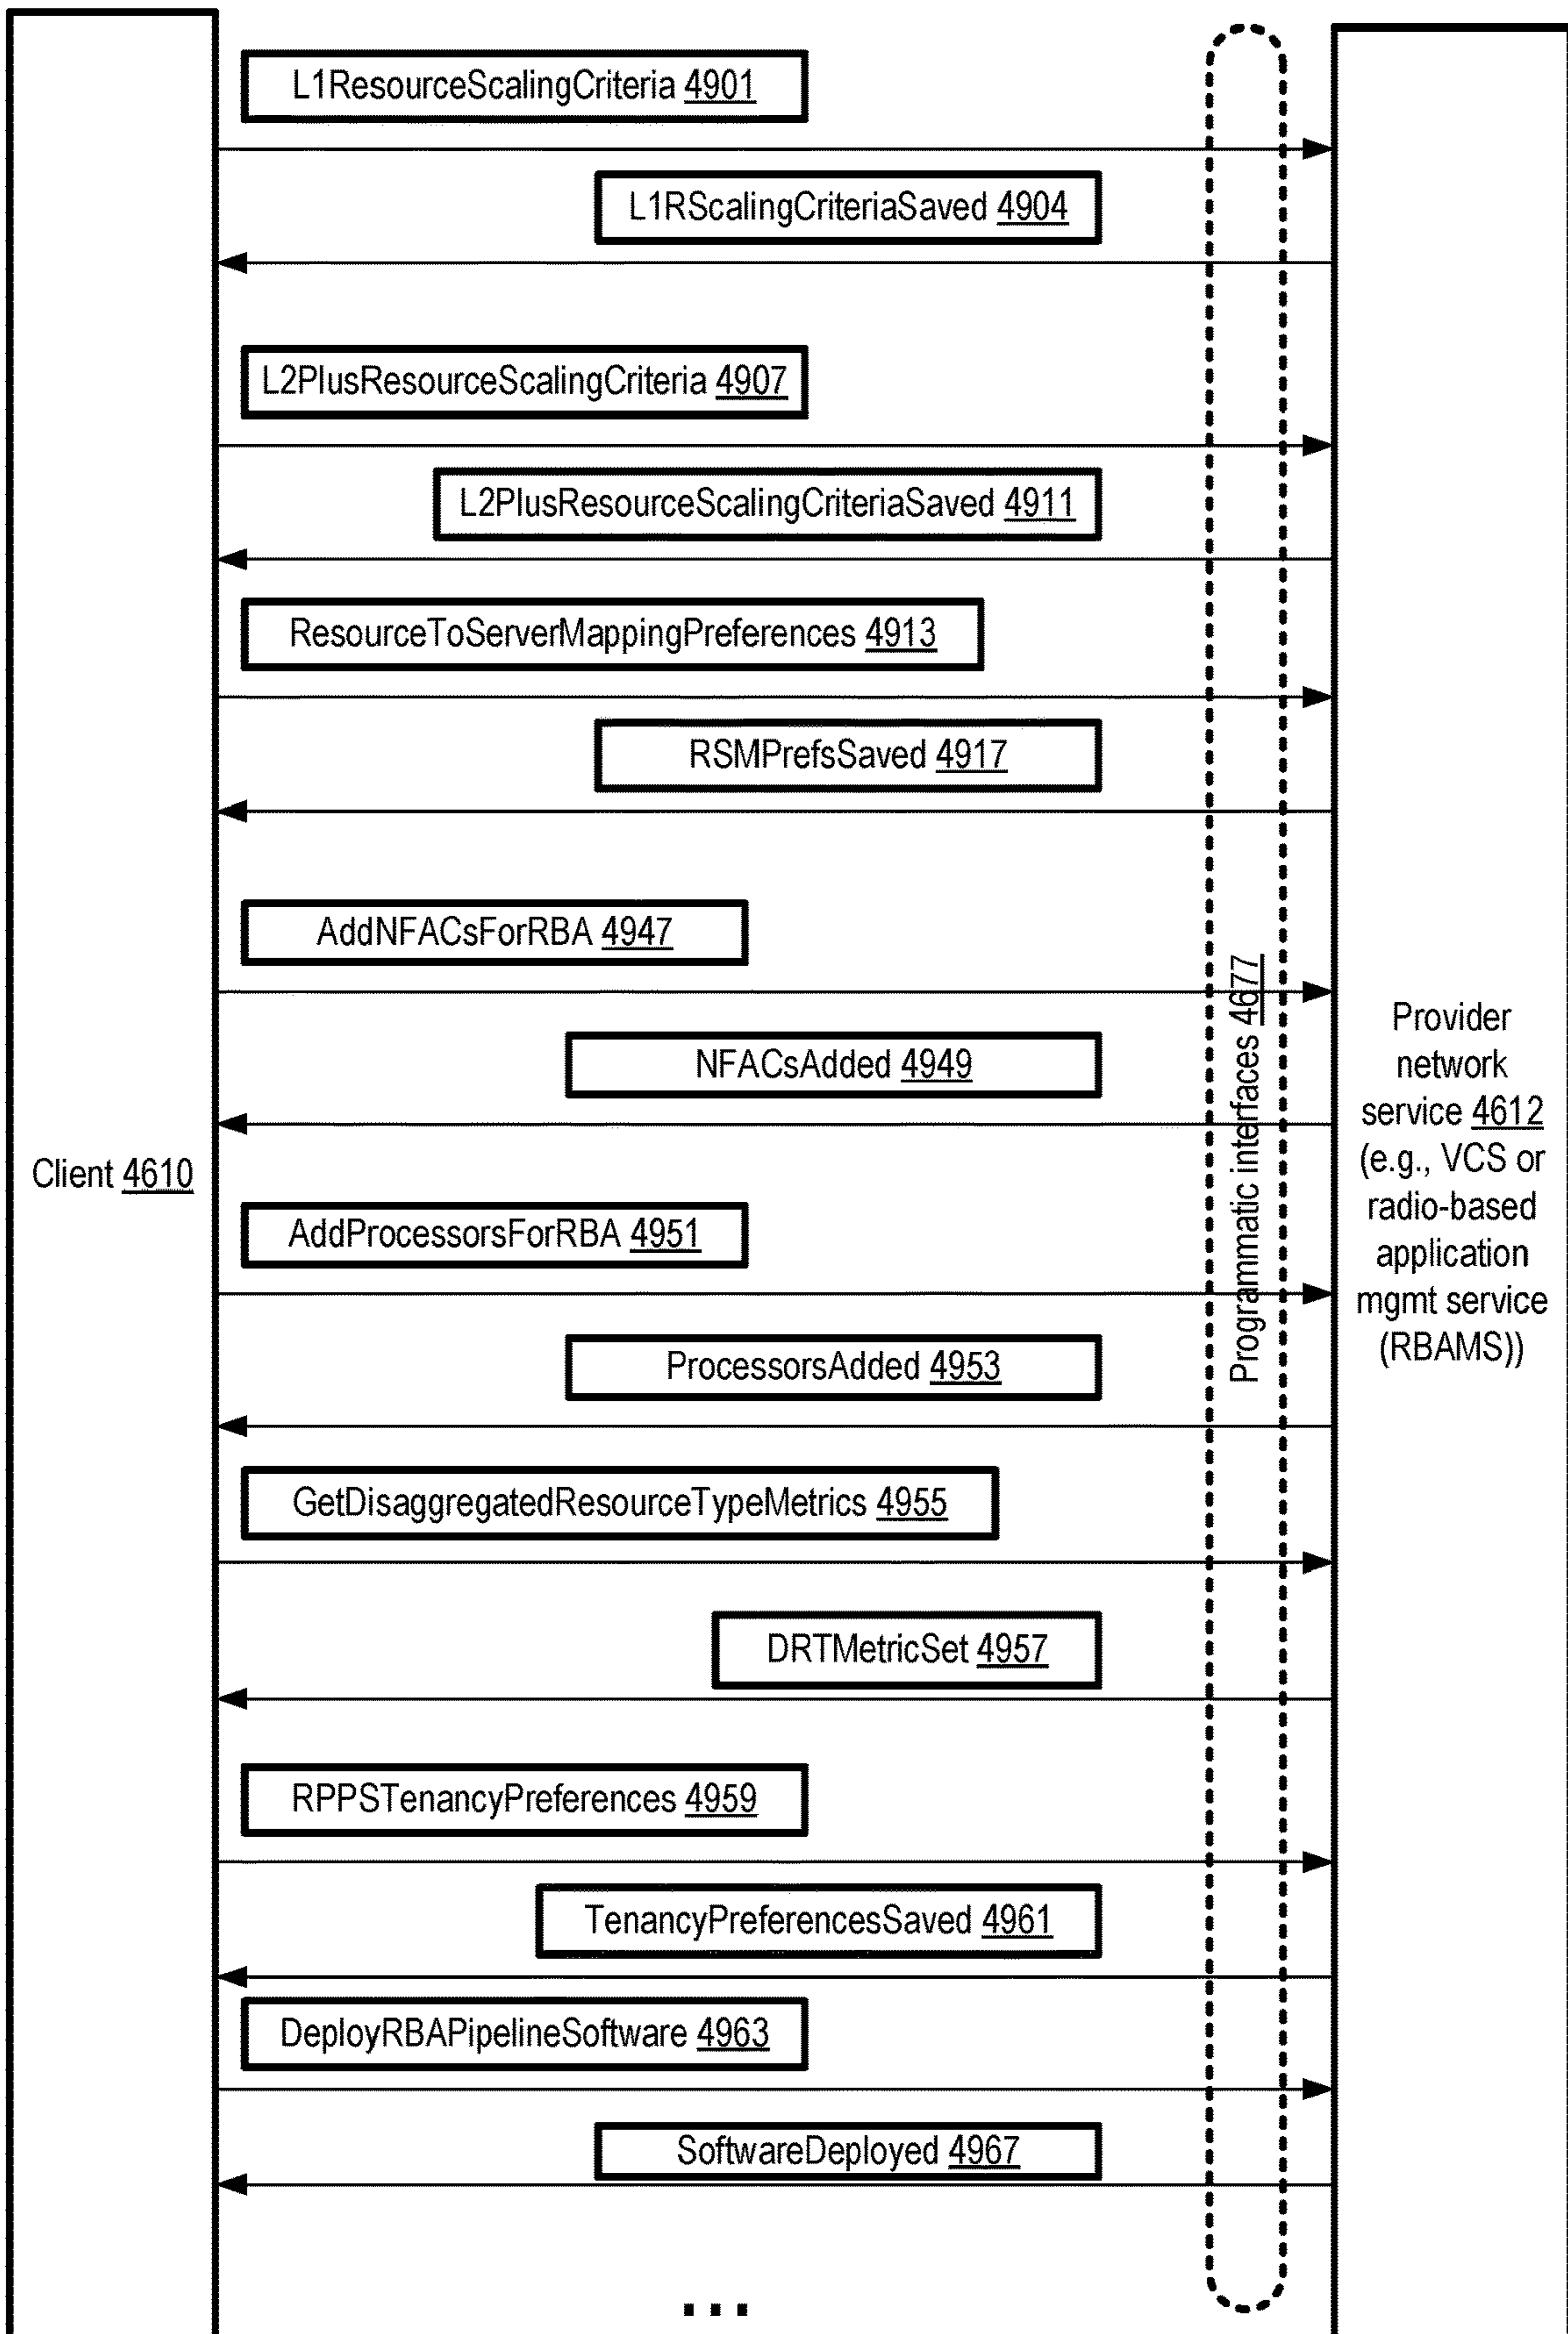 L1ResourceScalingCriteria 4901
L1RScalingCriteriaSaved 4904
L2PlusResourceScalingCriteria 4907
L2PlusResourceScalingCriteriaSaved 4911
ResourceToServerMappingPreferences 4913
RSMPrefsSaved 4917
AddNFACsForRBA 4947
NFACsAdded 4949
Client 4610
AddProcessorsForRBA 4951
ProcessorsAdded 4953
GetDisaggregatedResourceTypeMetrics 4955
DRTMetricSet 4957
RPPSTenancyPreferences 4959
TenancyPreferencesSaved 4961
DeployRBAPipelineSoftware 4963
SoftwareDeployed 4967
...
Programmatic interfaces 4677
Provider
network
service 4612
(e.g., VCS or
radio-based
application
mgmt service
(RBAMS))